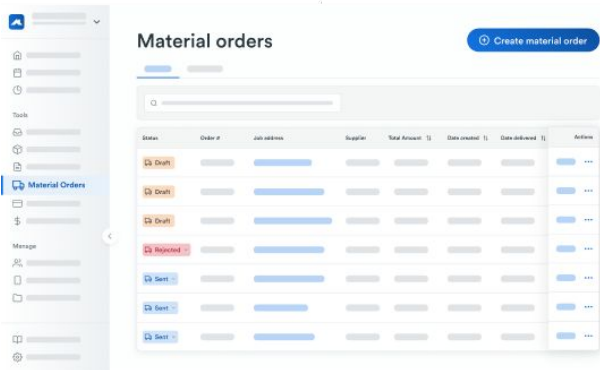 Material orders
Create material order
Tools
Material Orders
Manage
Status Order # Job address Supplier Total Amount Date created Date delivered Actions
Draft
Draft
Draft
Rejected
Sent
Sent
Sent